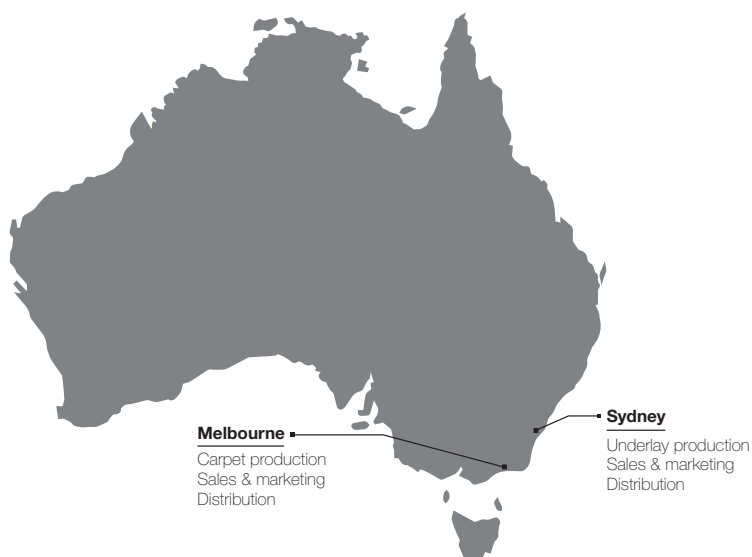 Melbourne
Carpet production
Sales & marketing
Distribution
Sydney
Underlay production
Sales & marketing
Distribution